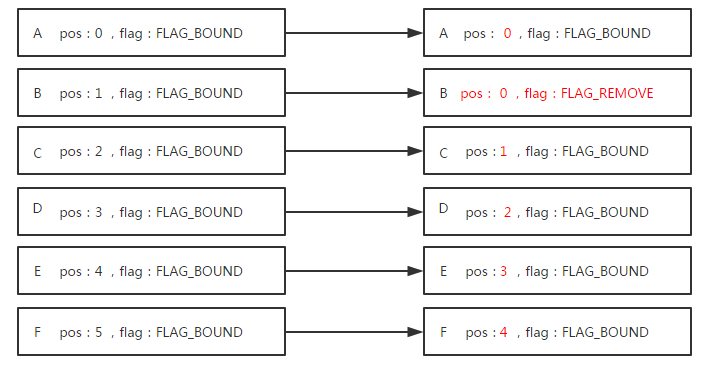 A pos : 0 , flag : FLAG_BOUND
A pos : 0 , flag : FLAG_BOUND
B pos : 1 , flag : FLAG_BOUND
B pos : 0 , flag : FLAG_REMOVE
C pos : 2 , flag : FLAG_BOUND
C pos : 1 , flag : FLAG_BOUND
D pos : 3 , flag : FLAG_BOUND
D pos : 2 , flag : FLAG_BOUND
E pos : 4 , flag : FLAG_BOUND
E pos : 3 , flag : FLAG_BOUND
F pos : 5 , flag : FLAG_BOUND
F pos : 4 , flag : FLAG_BOUND